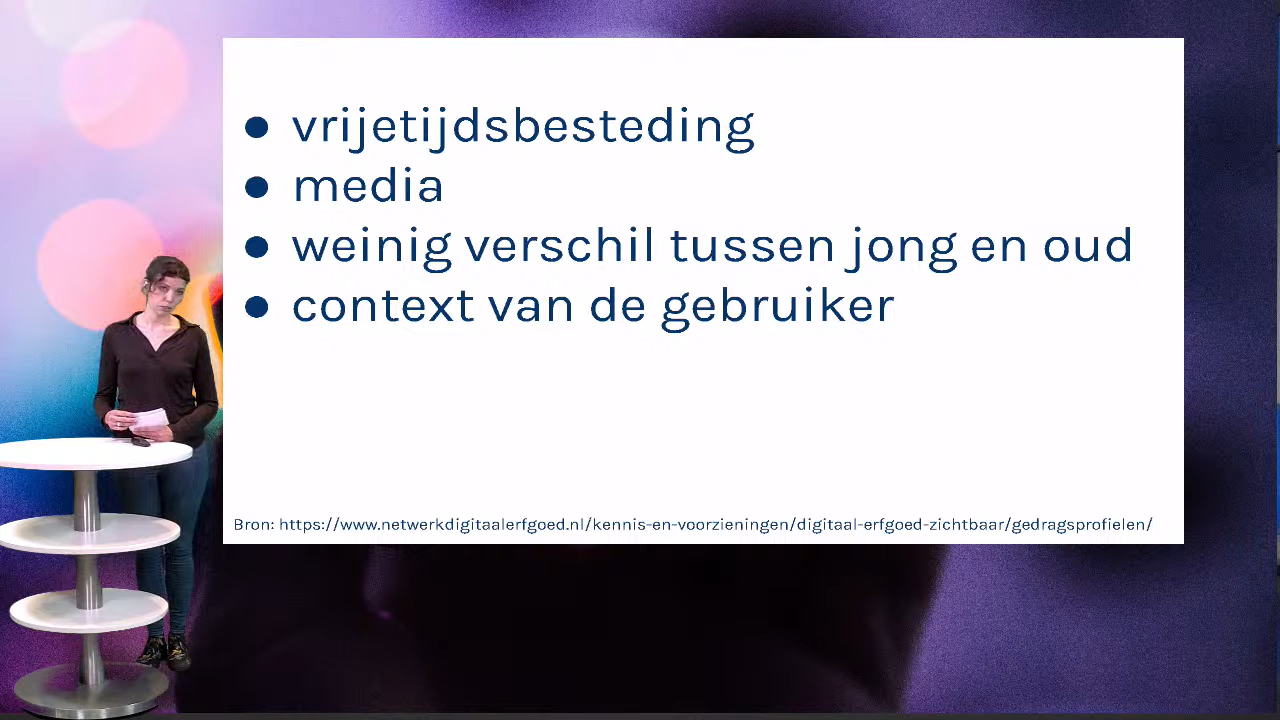 ● vrijetijdsbesteding
● media
● weinig verschil tussen jong en oud
● context van de gebruiker
Bron: https://www.netwerkdigitaalerfgoed.nl/kennis-en-voorzieningen/digitaal-erfgoed-zichtbaar/gedragsprofielen/